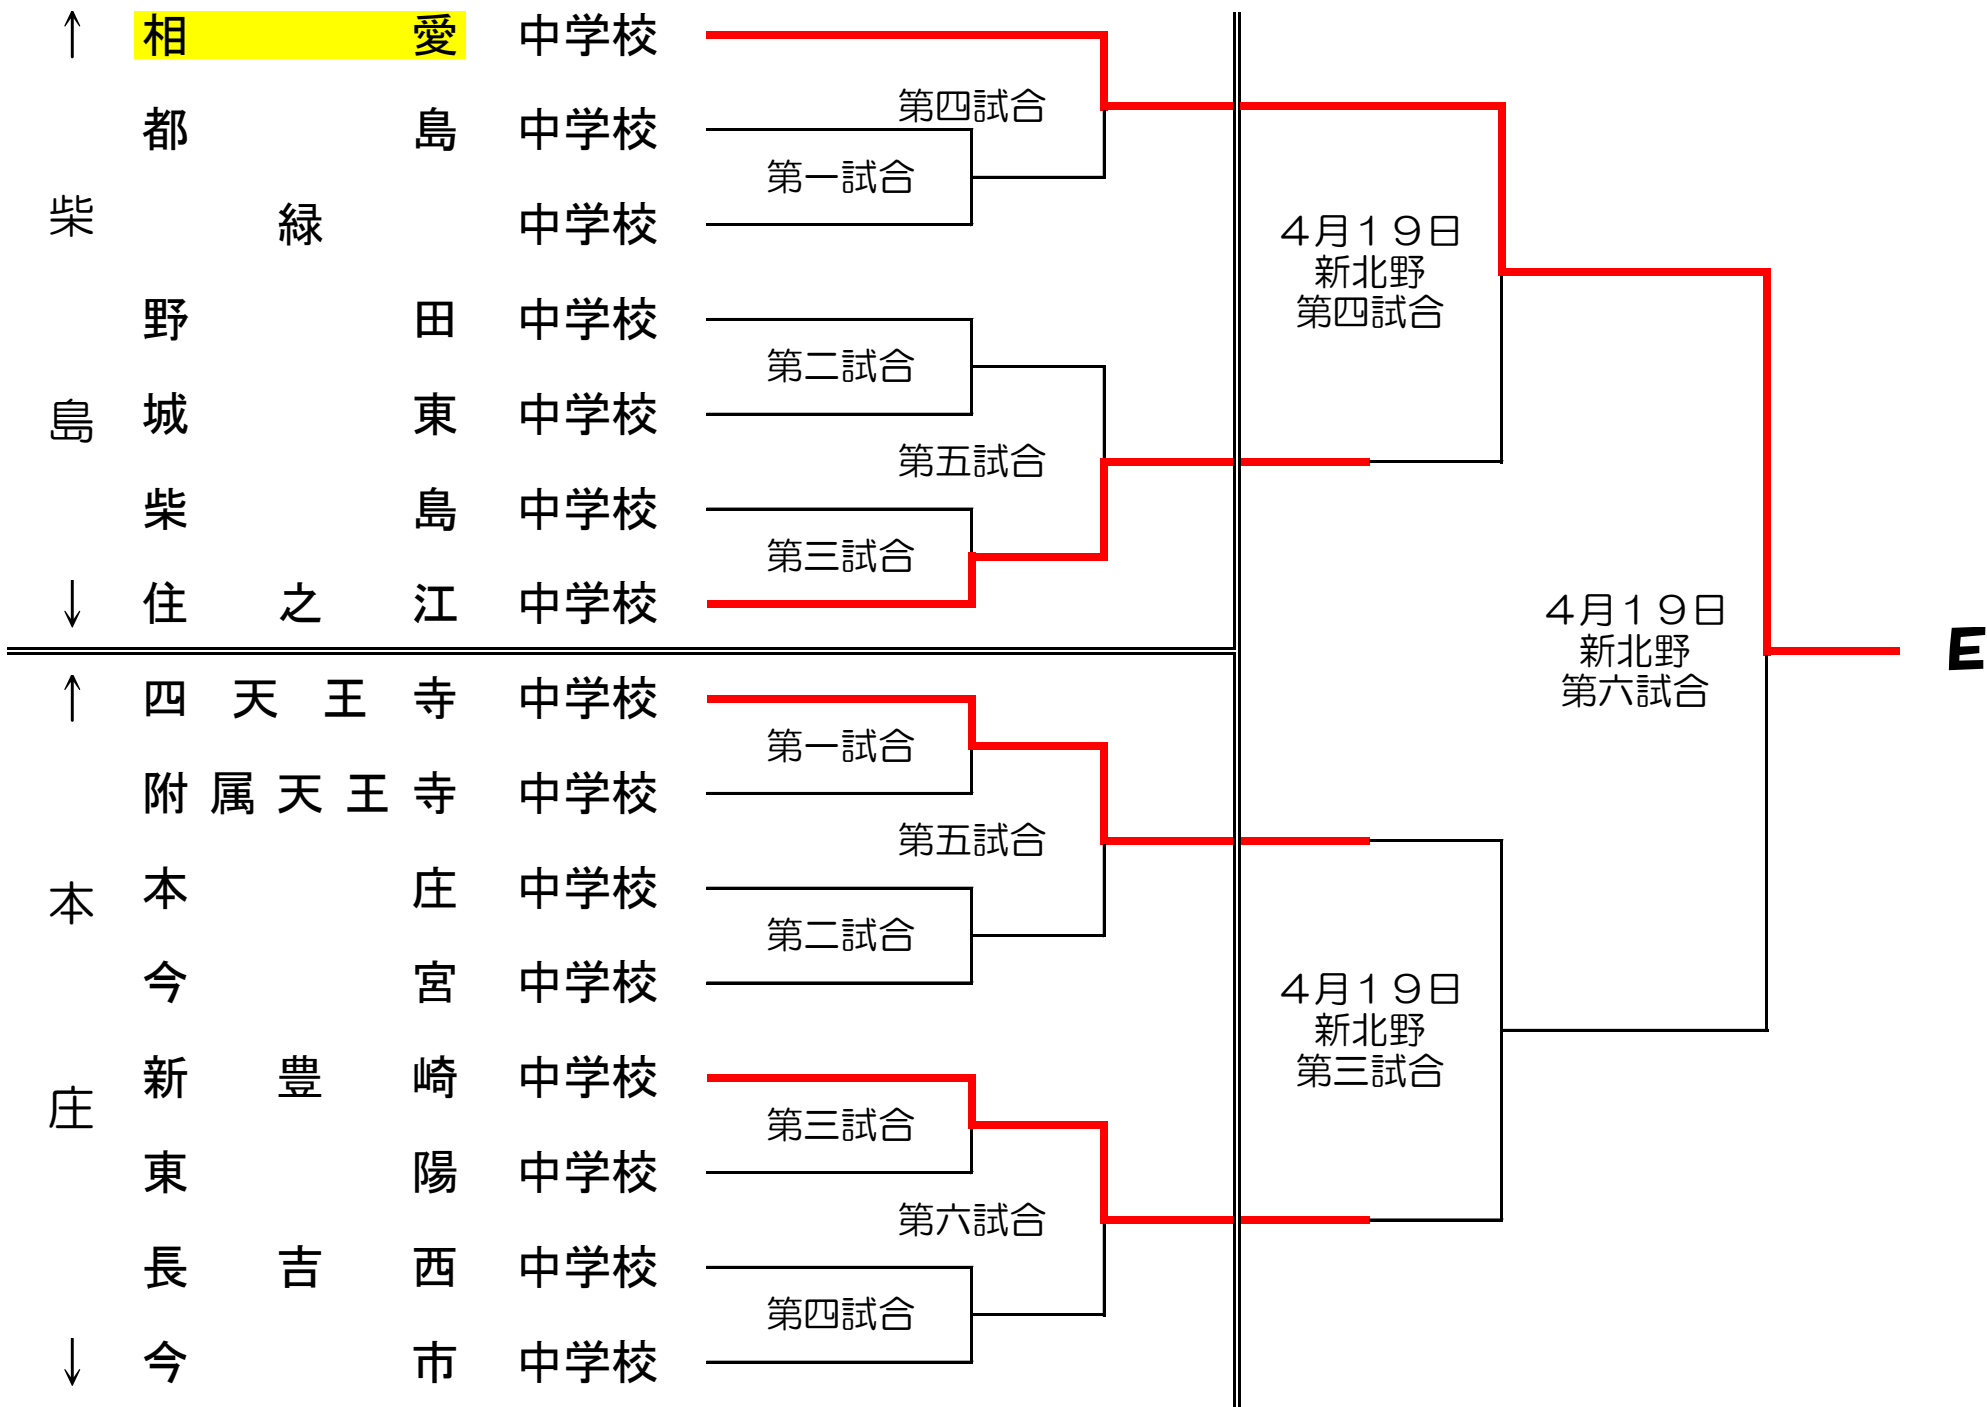 ↑ 相愛 中学校
第四試合
都島 中学校
第一試合
柴 緑 中学校
4月19日
新北野
第四試合
野田 中学校
第二試合
島 城東 中学校
第五試合
柴島 中学校
第三試合
↓ 住之江 中学校
4月19日
新北野
第六試合
E
↑ 四天王寺 中学校
第一試合
附属天王寺 中学校
第五試合
本 本庄 中学校
第二試合
今宮 中学校
4月19日
新北野
第三試合
庄 新豊崎 中学校
第三試合
東陽 中学校
第六試合
長吉西 中学校
第四試合
↓ 今市 中学校